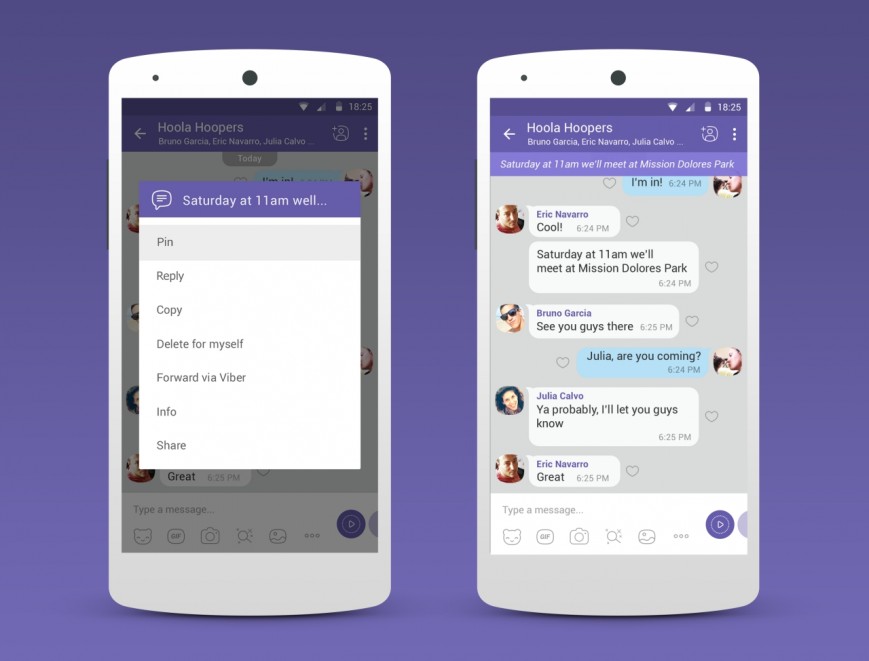 18:25
Hoola Hoopers
Bruno Garcia, Eric Navarro, Julia Calvo ...
Today
I'm in!
Saturday at 11am well...
Pin
Reply
Copy
Delete for myself
Forward via Viber
Info
Share
Great 6:25 PM
Type a message...
GIF
18:25
Hoola Hoopers
Bruno Garcia, Eric Navarro, Julia Calvo ...
Saturday at 11am we'll meet at Mission Dolores Park
I'm in! 6:24 PM
Eric Navarro
Cool! 6:24 PM
Saturday at 11am we'll
meet at Mission Dolores Park
6:24 PM
Bruno Garcia
See you guys there 6:25 PM
Julia, are you coming?
6:24 PM
Julia Calvo
Ya probably, I'll let you guys
know
6:25 PM
Eric Navarro
Great 6:25 PM
Type a message...
GIF